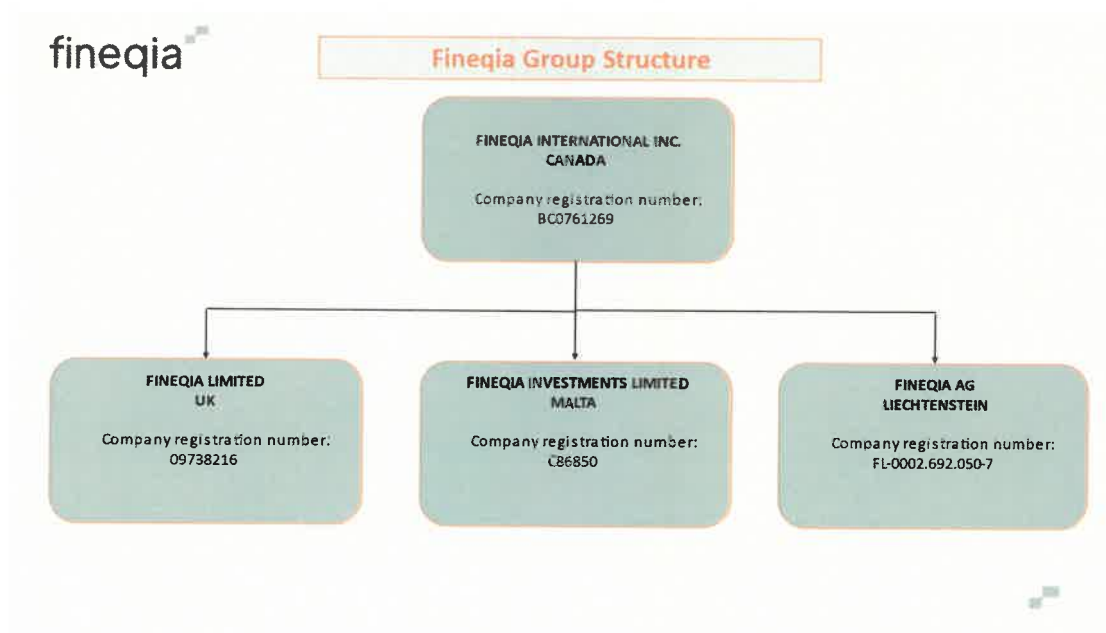 fineqia
Fineqia Group Structure
FINEQIA INTERNATIONAL INC.
CANADA
Company registration number:
BC0761269
FINEQIA LIMITED
UK
Company registration number:
09738216
FINEQIA INVESTMENTS LIMITED
MALTA
Company registration number:
C86850
FINEQIA AG
LIECHTENSTEIN
Company registration number:
FL-0002.692.050-7